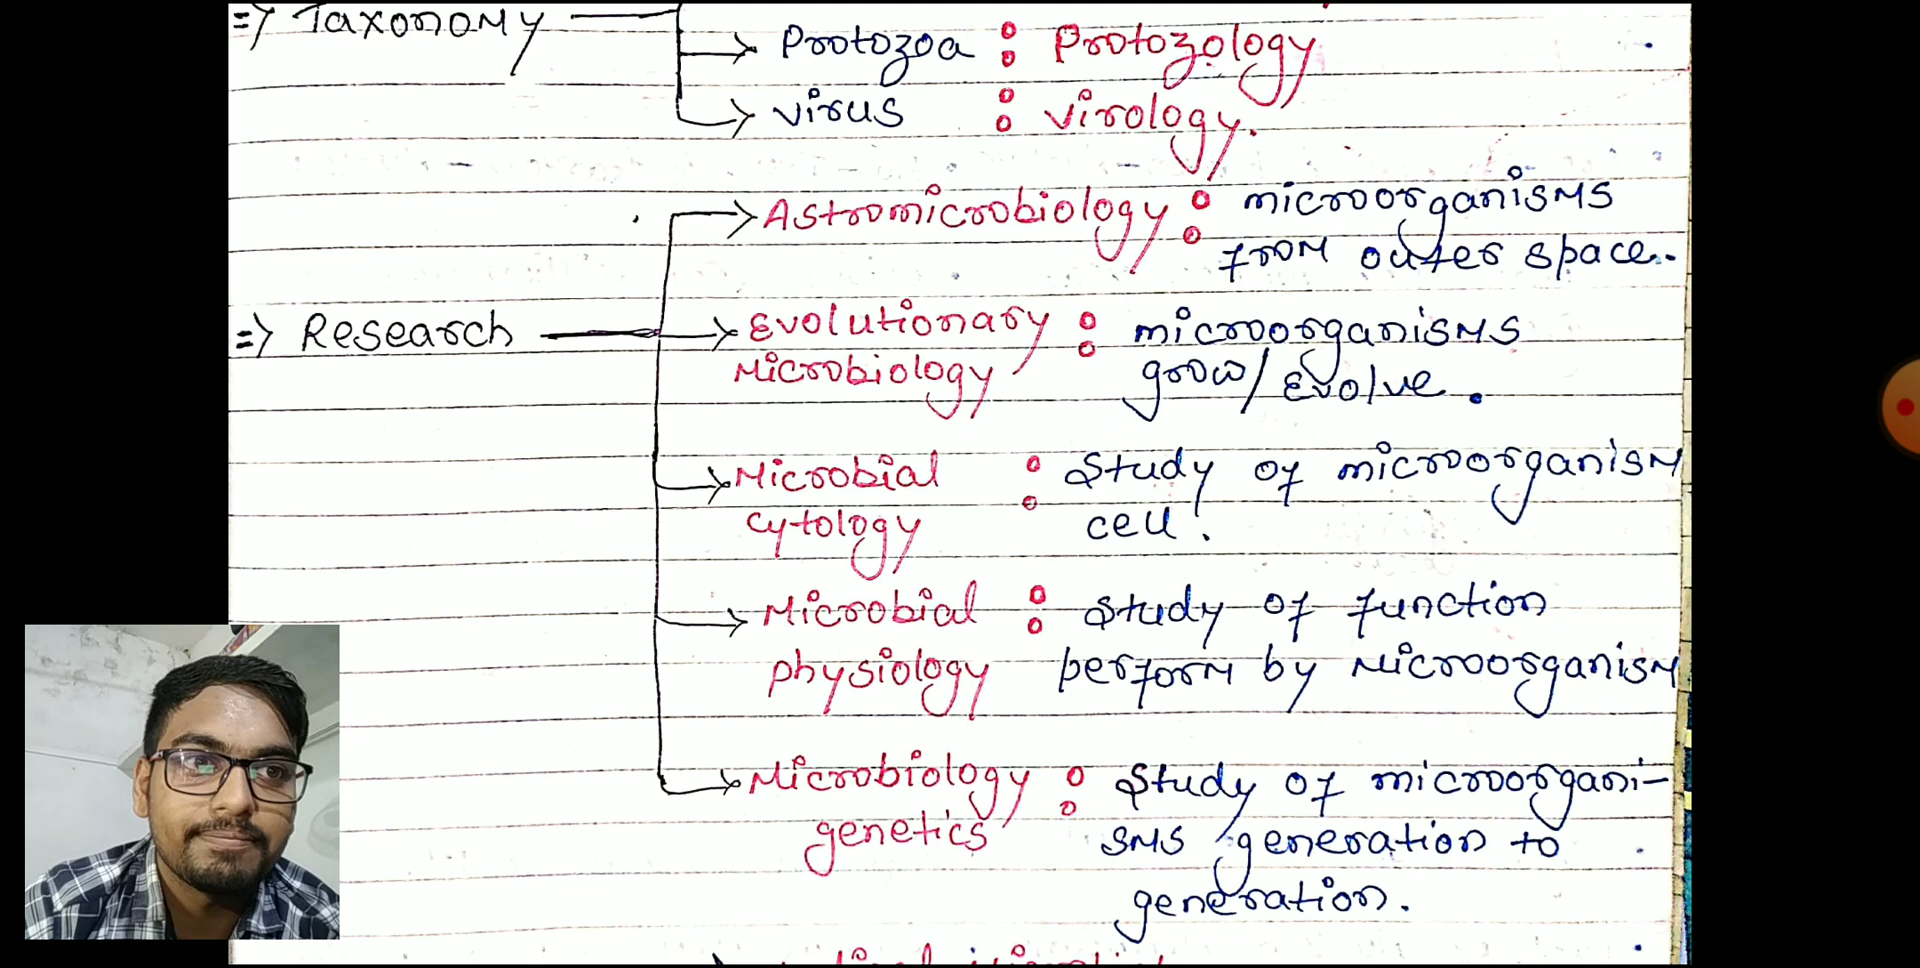 => Taxonomy
→ Protozoa : Protozology
→ virus : virology.
→ Astromicrobiology : microorganisms
from outer space..
=> Research → Evolutionary : microorganisms
Microbiology grow/Evolve.
→ Microbial : Study of microorganism
cytology cell.
→ Microbial : Study of function
physiology perform by Microorganism
→ Microbiology : Study of microorgani-
genetics sms generation to
generation.